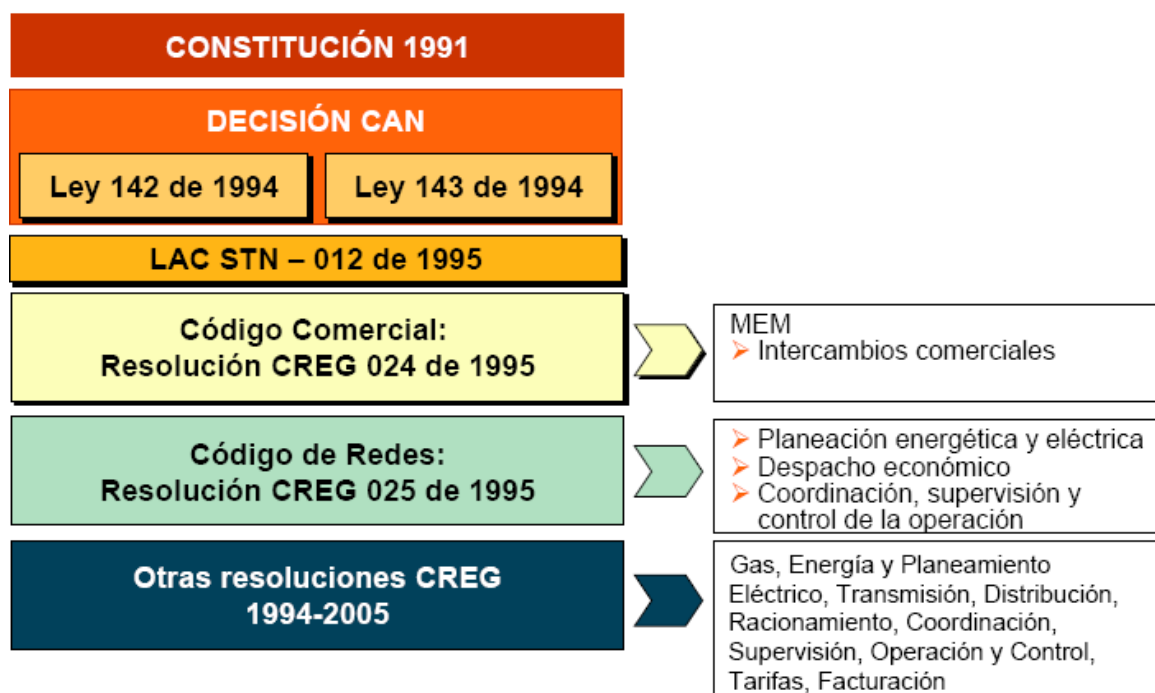 CONSTITUCIÓN 1991
DECISIÓN CAN
Ley 142 de 1994
Ley 143 de 1994
LAC STN – 012 de 1995
Código Comercial:
Resolución CREG 024 de 1995
MEM
Intercambios comerciales
Código de Redes:
Resolución CREG 025 de 1995
Planeación energética y eléctrica
Despacho económico
Coordinación, supervisión y
control de la operación
Otras resoluciones CREG
1994-2005
Gas, Energía y Planeamiento
Eléctrico, Transmisión, Distribución,
Racionamiento, Coordinación,
Supervisión, Operación y Control,
Tarifas, Facturación